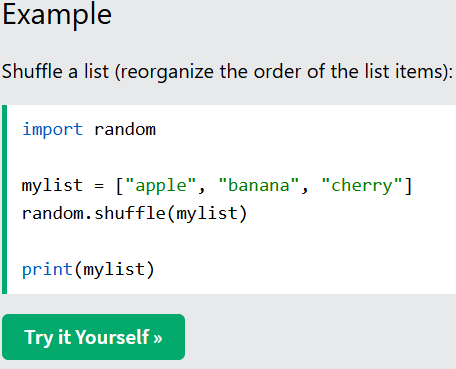 Example
Shuffle a list (reorganize the order of the list items):
import random
mylist = ["apple", "banana", "cherry"]
random.shuffle(mylist)
print(mylist)
Try it Yourself »